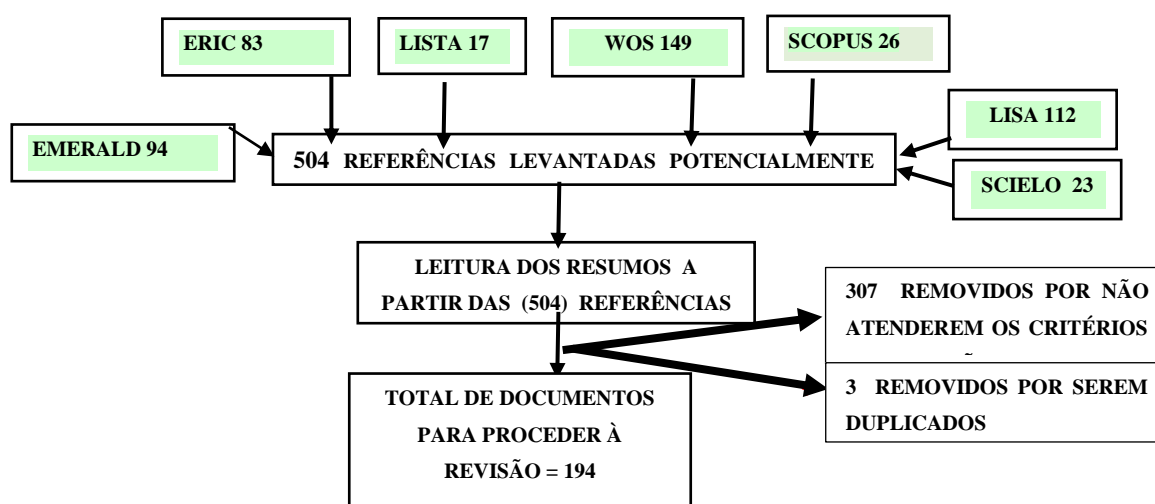 ERIC 83
LISTA 17
WOS 149
SCOPUS 26
EMERALD 94
LISA 112
504 REFERÊNCIAS LEVANTADAS POTENCIALMENTE
SCIELO 23
LEITURA DOS RESUMOS A
PARTIR DAS (504) REFERÊNCIAS
307 REMOVIDOS POR NÃO
ATENDEREM OS CRITÉRIOS
3 REMOVIDOS POR SEREM
DUPLICADOS
TOTAL DE DOCUMENTOS
PARA PROCEDER À
REVISÃO = 194